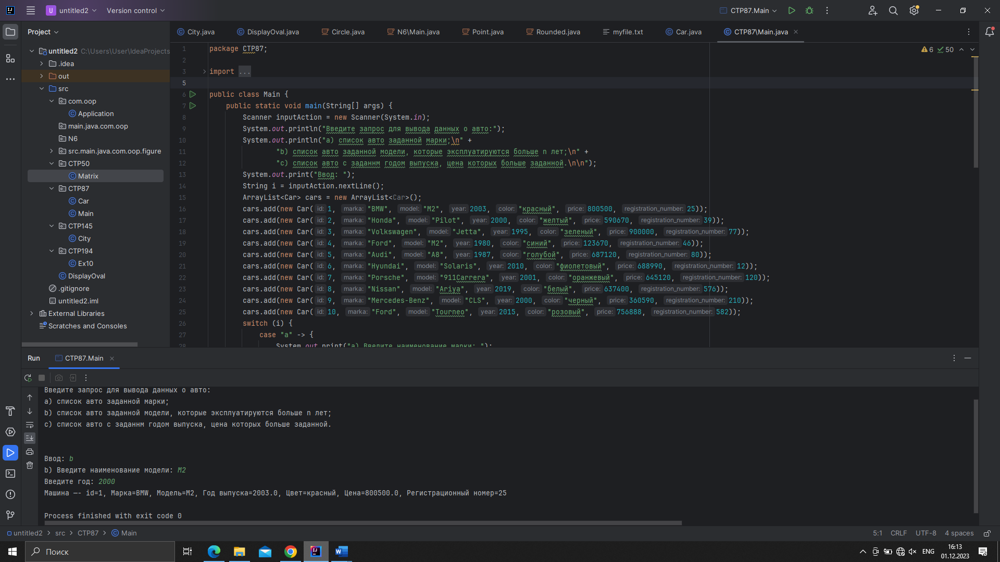 untitled2 Version control CTP87.Main
Project
City.java DisplayOval.java Circle.java N6\Main.java Point.java Rounded.java myfile.txt Car.java CTP87\Main.java
untitled2 C:\Users\User\IdeaProjects
.idea
out
src
com.oop
Application
main.java.com.oop
N6
src.main.java.com.oop.figure
CTP50
Matrix
CTP87
Car
Main
CTP145
City
CTP194
Ex10
DisplayOval
.gitignore
untitled2.iml
External Libraries
Scratches and Consoles
6 50
1 package CTP87;
2
3 import ...
5
6 public class Main {
7 public static void main(String[] args) {
8 Scanner inputAction = new Scanner(System.in);
9 System.out.println("Введите запрос для вывода данных о авто:");
10 System.out.println("a) список авто заданной марки;\n" +
11 "b) список авто заданной модели, которые эксплуатируются больше n лет;\n" +
12 "c) список авто с заданнм годом выпуска, цена которых больше заданной.\n\n");
13 System.out.print("Ввод: ");
14 String i = inputAction.nextLine();
15 ArrayList<Car> cars = new ArrayList<Car>();
16 cars.add(new Car( id: 1, marka: "BMW", model: "M2", year: 2003, color: "красный", price: 800500, registration_number: 25));
17 cars.add(new Car( id: 2, marka: "Honda", model: "Pilot", year: 2000, color: "желтый", price: 590670, registration_number: 39));
18 cars.add(new Car( id: 3, marka: "Volkswagen", model: "Jetta", year: 1995, color: "зеленый", price: 900000, registration_number: 77));
19 cars.add(new Car( id: 4, marka: "Ford", model: "M2", year: 1980, color: "синий", price: 123670, registration_number: 46));
20 cars.add(new Car( id: 5, marka: "Audi", model: "A8", year: 1987, color: "голубой", price: 687120, registration_number: 80));
21 cars.add(new Car( id: 6, marka: "Hyundai", model: "Solaris", year: 2010, color: "фиолетовый", price: 688990, registration_number: 12));
22 cars.add(new Car( id: 7, marka: "Porsche", model: "911Carrera", year: 2001, color: "оранжевый", price: 645120, registration_number: 120));
23 cars.add(new Car( id: 8, marka: "Nissan", model: "Ariya", year: 2019, color: "белый", price: 637400, registration_number: 576));
24 cars.add(new Car( id: 9, marka: "Mercedes-Benz", model: "CLS", year: 2000, color: "черный", price: 360590, registration_number: 210));
25 cars.add(new Car( id: 10, marka: "Ford", model: "Tourneo", year: 2015, color: "розовый", price: 756888, registration_number: 582));
26 switch (i) {
27 case "a" -> {
28 System.out.print("a) Введите наименование марки: ");
Run CTP87.Main
Введите запрос для вывода данных о авто:
a) список авто заданной марки;
b) список авто заданной модели, которые эксплуатируются больше n лет;
c) список авто с заданнм годом выпуска, цена которых больше заданной.
Ввод: b
b) Введите наименование модели: M2
Введите год: 2000
Машина -- id=1, Марка=BMW, Модель=M2, Год выпуска=2003.0, Цвет=красный, Цена=800500.0, Регистрационный номер=25
Process finished with exit code 0
untitled2 > src > CTP87 > Main 5:1 CRLF UTF-8 4 spaces
Поиск ENG
16:13
01.12.2023